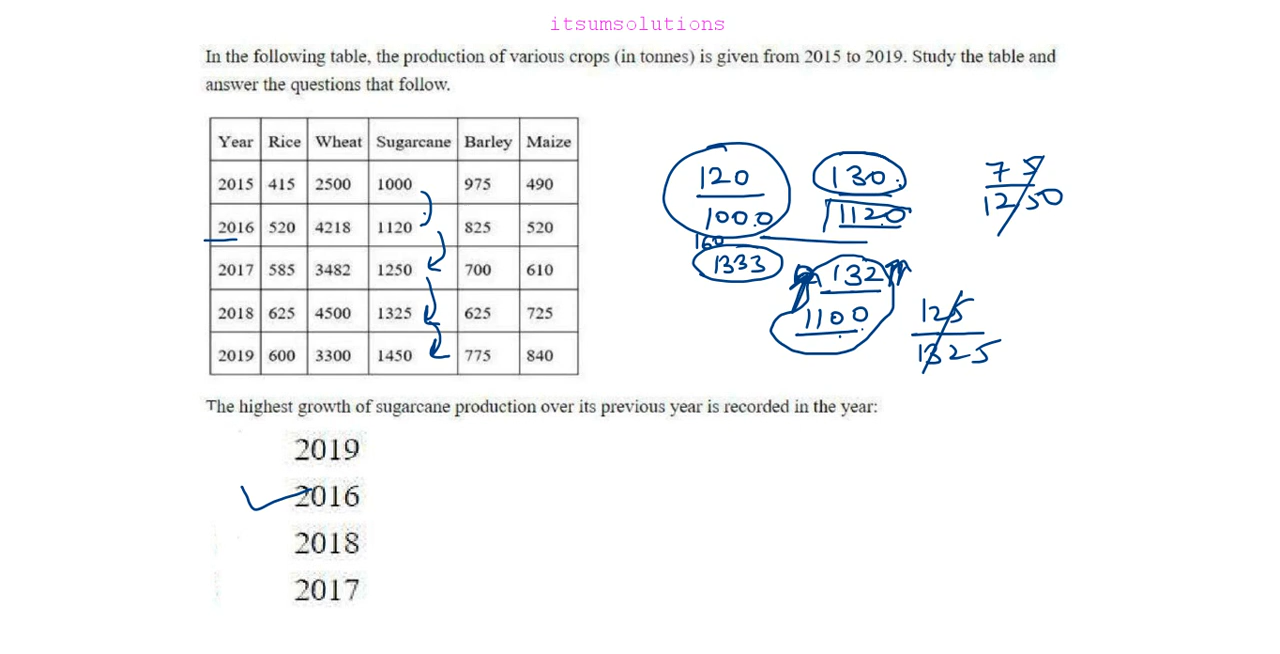 itsumsolutions
In the following table, the production of various crops (in tonnes) is given from 2015 to 2019. Study the table and
answer the questions that follow.
Year Rice Wheat Sugarcane Barley Maize
2015 415 2500 1000 975 490
2016 520 4218 1120 825 520
2017 585 3482 1250 700 610
2018 625 4500 1325 625 725
2019 600 3300 1450 775 840
120
1000
130
1120
75
1250
160
1333
132
1100
125
1325
The highest growth of sugarcane production over its previous year is recorded in the year:
2019
2016
2018
2017